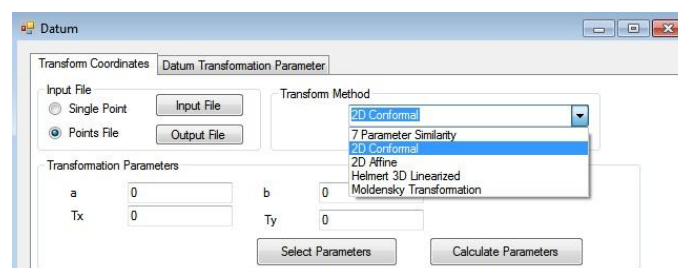 Datum
Transform Coordinates Datum Transformation Parameter
Input File
Single Point Input File
Points File Output File
Transform Method
2D Conformal
7 Parameter Similarity
2D Conformal
2D Affine
Helmert 3D Linearized
Moldensky Transformation
Transformation Parameters
a 0 b 0
Tx 0 Ty 0
Select Parameters Calculate Parameters